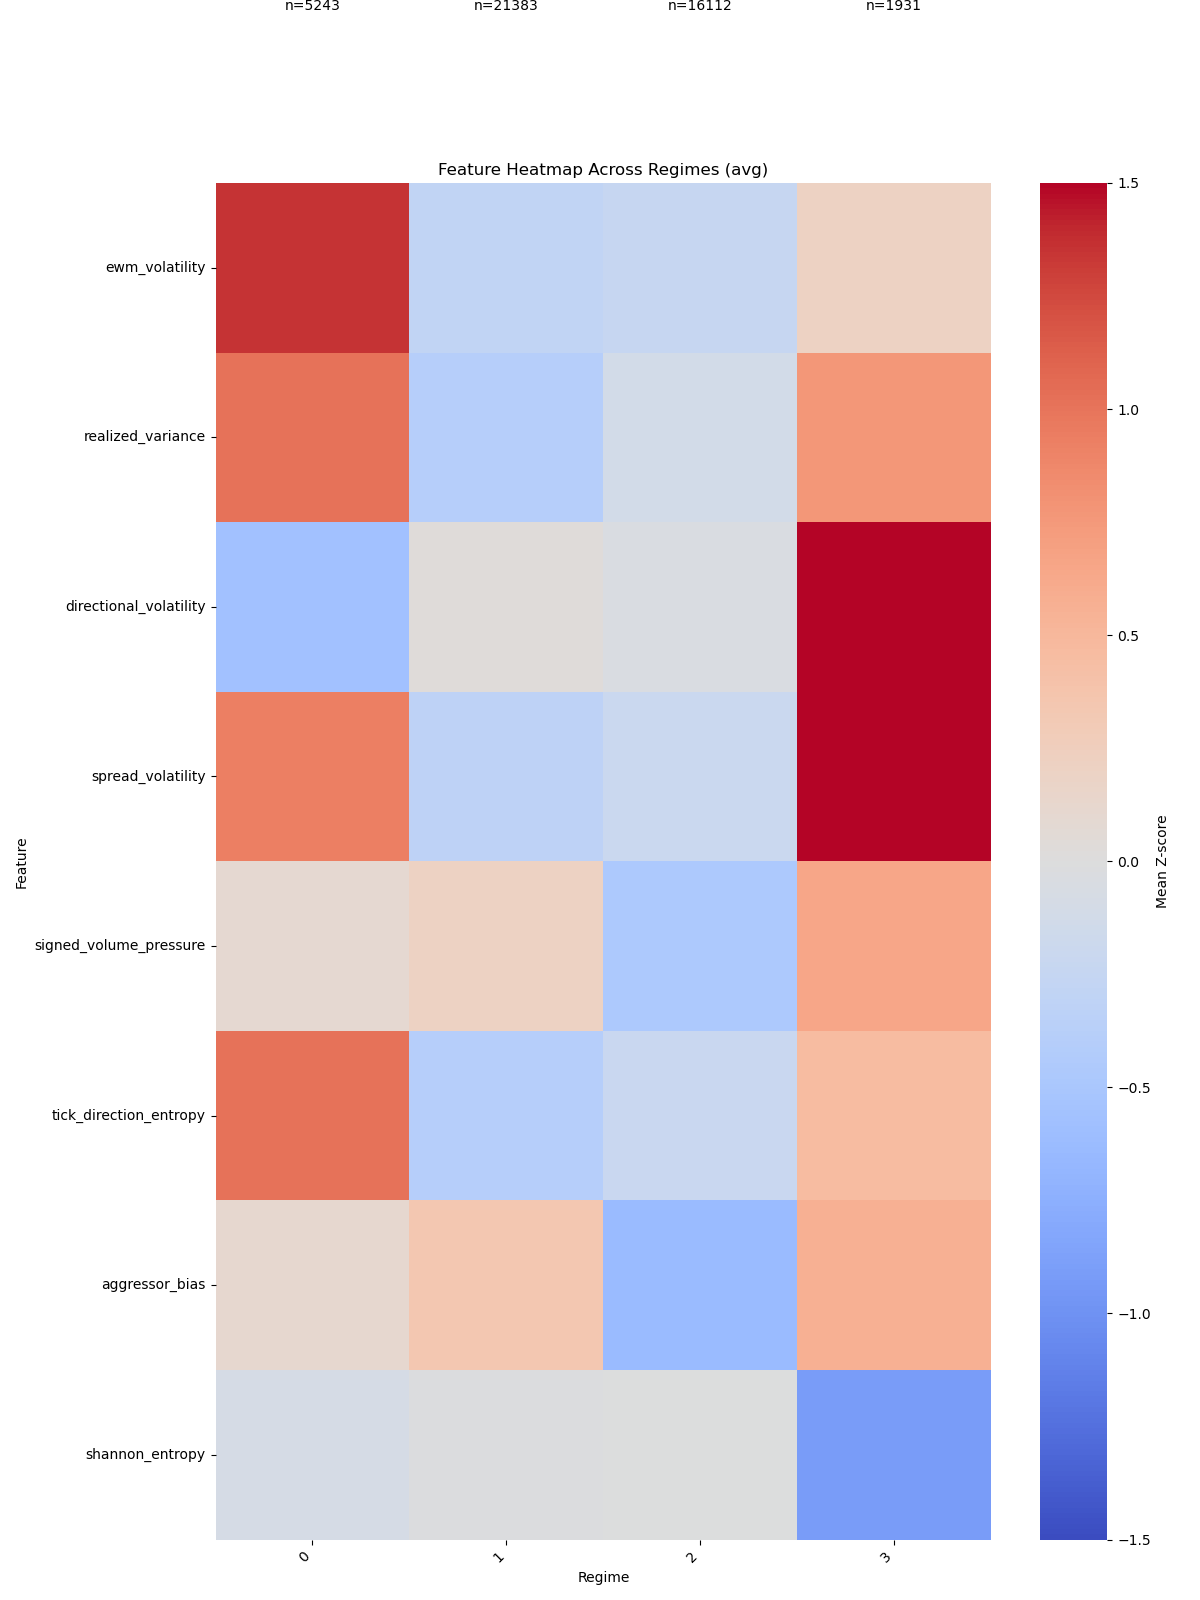 n=5243
n=21383
n=16112
n=1931
Feature Heatmap Across Regimes (avg)
ewm_volatility
realized_variance
directional_volatility
spread_volatility
signed_volume_pressure
tick_direction_entropy
aggressor_bias
shannon_entropy
Feature
0
1
2
3
Regime
1.5
1.0
0.5
0.0
−0.5
−1.0
−1.5
Mean Z-score